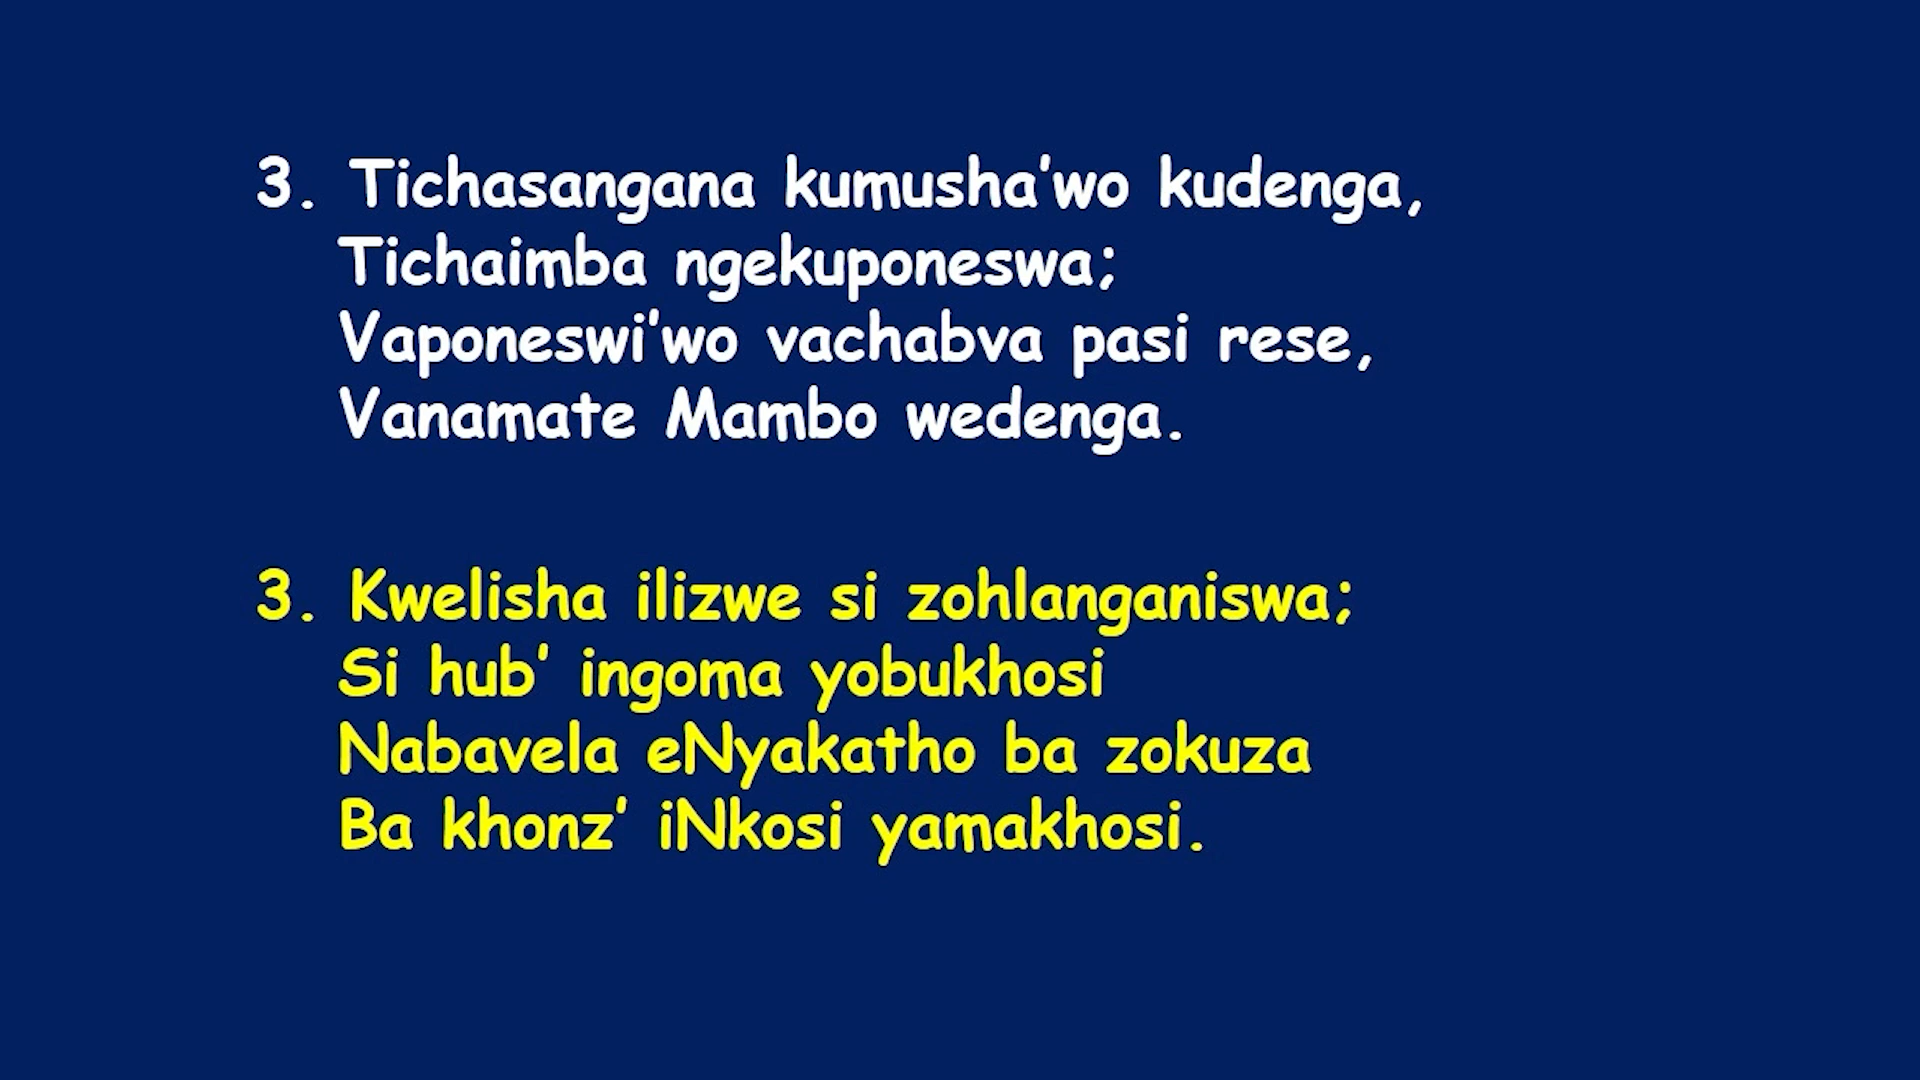 3. Tichasangana kumusha'wo kudenga,
Tichaimba ngekuponeswa;
Vaponeswi'wo vachabva pasi rese,
Vanamate Mambo wedenga.
3. Kwelisha ilizwe si zohlanganiswa;
Si hub' ingoma yobukhosi
Nabavela eNyakatho ba zokuza
Ba khonz' iNkosi yamakhosi.